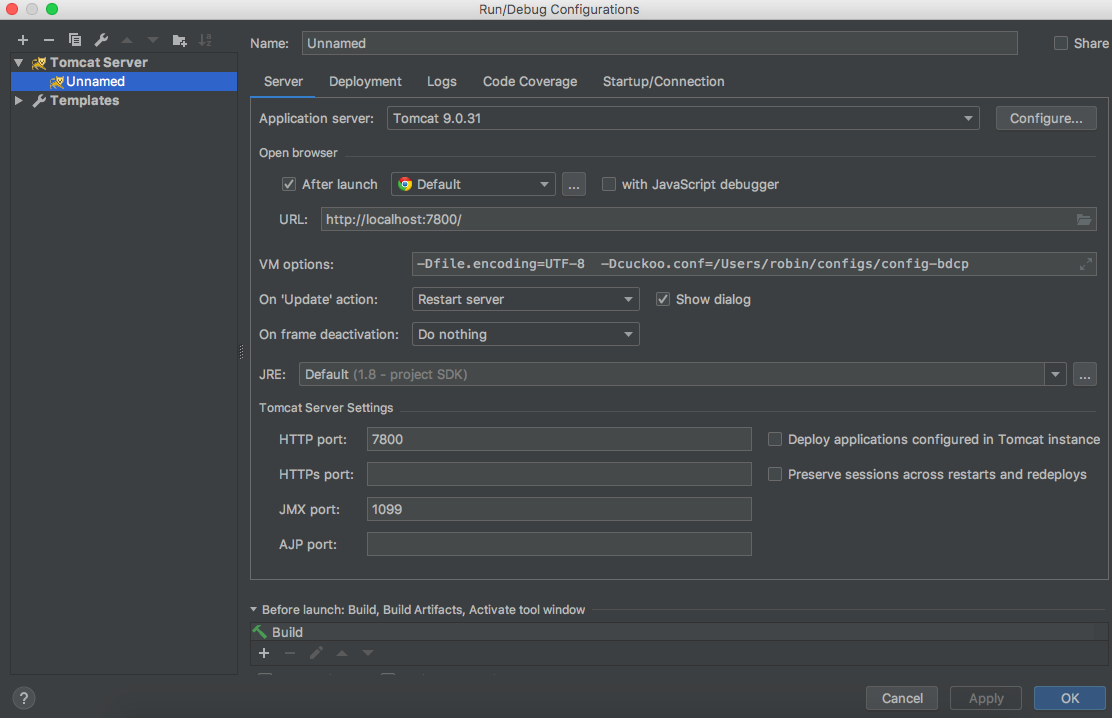 Run/Debug Configurations
Name: Unnamed Share
Tomcat Server
Unnamed
Templates
Server Deployment Logs Code Coverage Startup/Connection
Application server: Tomcat 9.0.31 Configure...
Open browser
After launch Default ... with JavaScript debugger
URL: http://localhost:7800/
VM options: -Dfile.encoding=UTF-8 -Dcuckoo.conf=/Users/robin/configs/config-bdcp
On 'Update' action: Restart server Show dialog
On frame deactivation: Do nothing
JRE: Default (1.8 - project SDK) ...
Tomcat Server Settings
HTTP port: 7800 Deploy applications configured in Tomcat instance
HTTPs port: Preserve sessions across restarts and redeploys
JMX port: 1099
AJP port:
Before launch: Build, Build Artifacts, Activate tool window
Build
? Cancel Apply OK